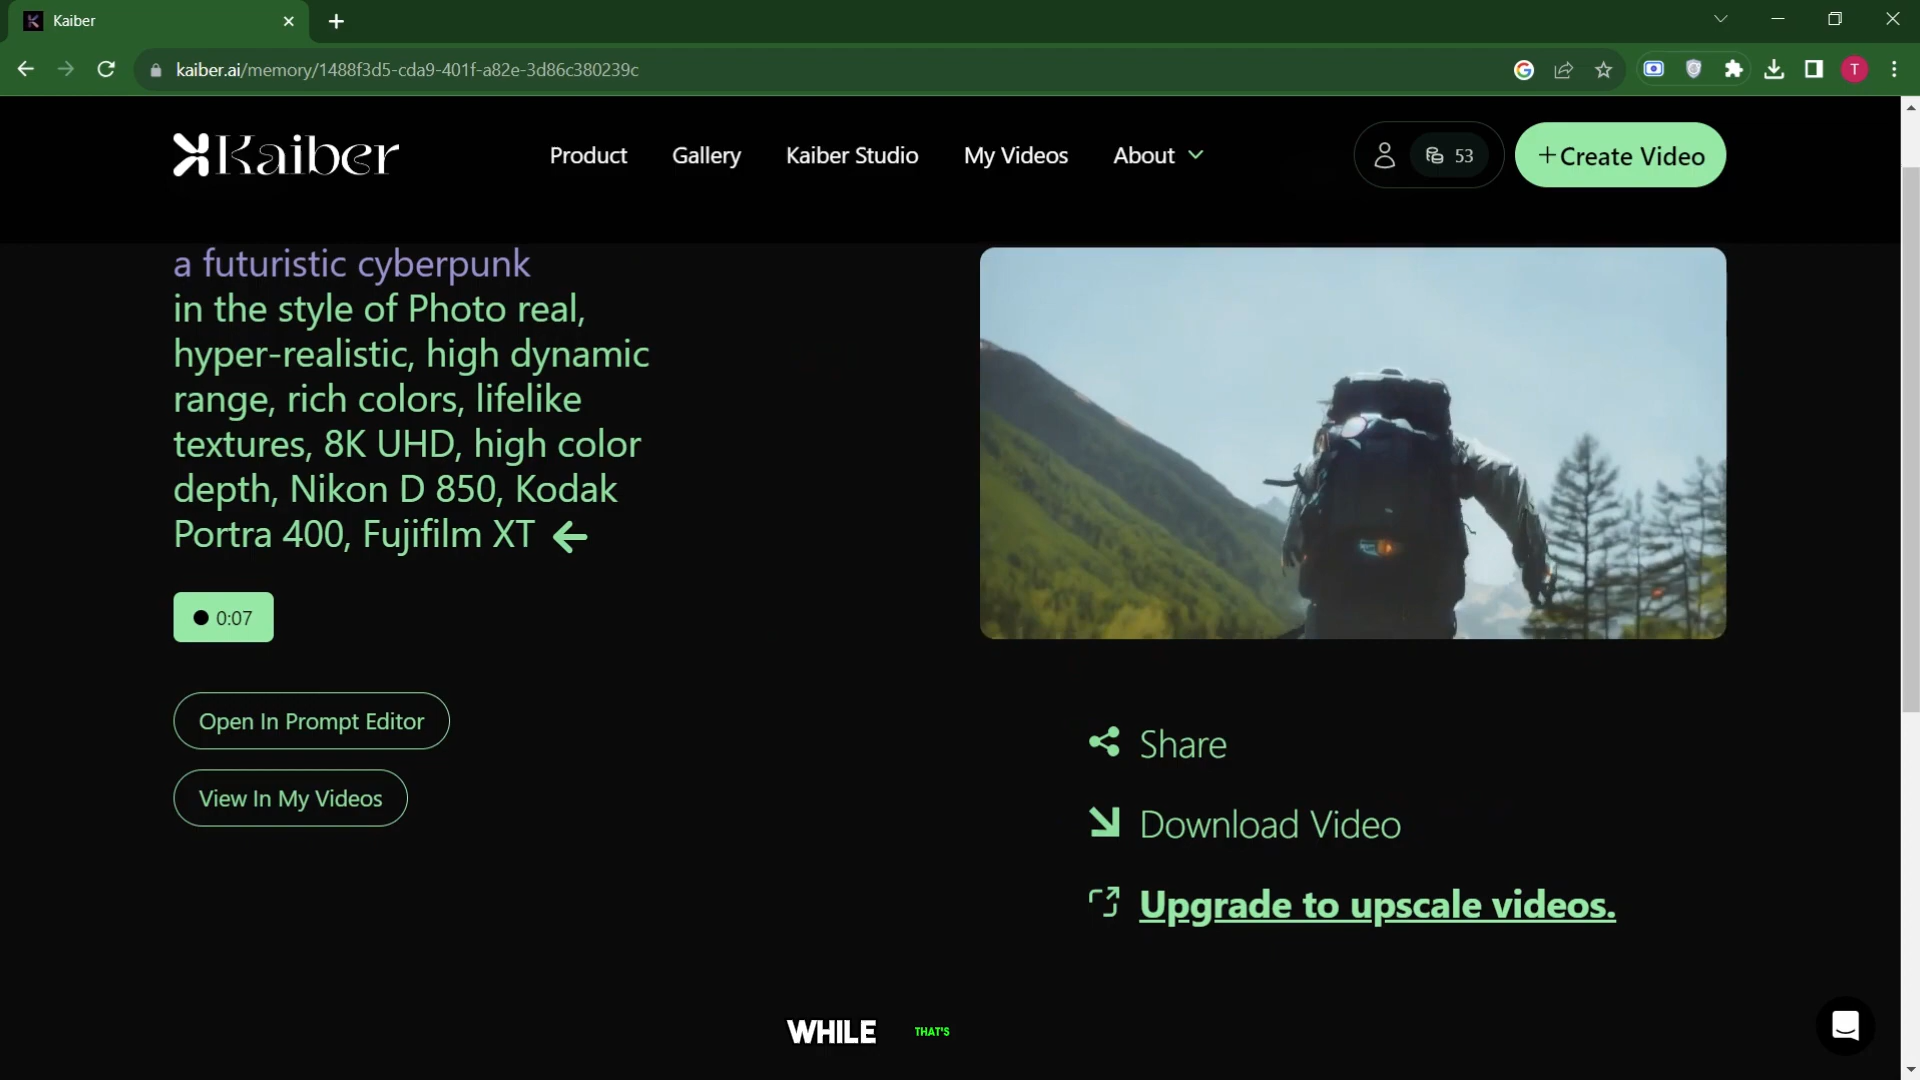 Kaiber
kaiber.ai/memory/1488f3d5-cda9-401f-a82e-3d86c380239c
T
Kaiber
Product
Gallery
Kaiber Studio
My Videos
About
53
+Create Video
a futuristic cyberpunk
in the style of Photo real,
hyper-realistic, high dynamic
range, rich colors, lifelike
textures, 8K UHD, high color
depth, Nikon D 850, Kodak
Portra 400, Fujifilm XT
0:07
Open In Prompt Editor
View In My Videos
Share
Download Video
Upgrade to upscale videos.
WHILE THAT'S